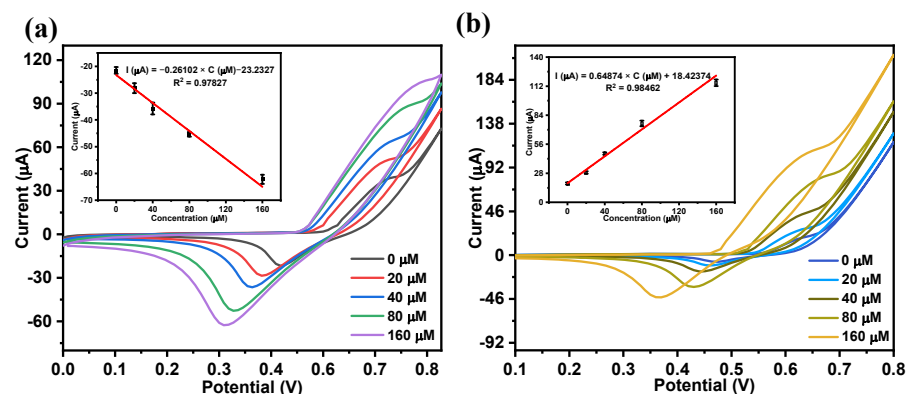 (a)
120
90
60
30
0
-30
-60
Current (µA)
0.0 0.1 0.2 0.3 0.4 0.5 0.6 0.7 0.8
Potential (V)
I (µA) = −0.26102 × C (µM)−23.2327
R² = 0.97827
-20
-30
-40
-50
-60
-70
Current (µA)
0 40 80 120 160
Concentration (µM)
0 µM
20 µM
40 µM
80 µM
160 µM
(b)
184
138
92
46
0
-46
-92
Current (µA)
0.1 0.2 0.3 0.4 0.5 0.6 0.7 0.8
Potential (V)
I (µA) = 0.64874 × C (µM) + 18.42374
R² = 0.98462
140
112
84
56
28
0
Current (µA)
0 40 80 120 160
Concentration (µM)
0 µM
20 µM
40 µM
80 µM
160 µM